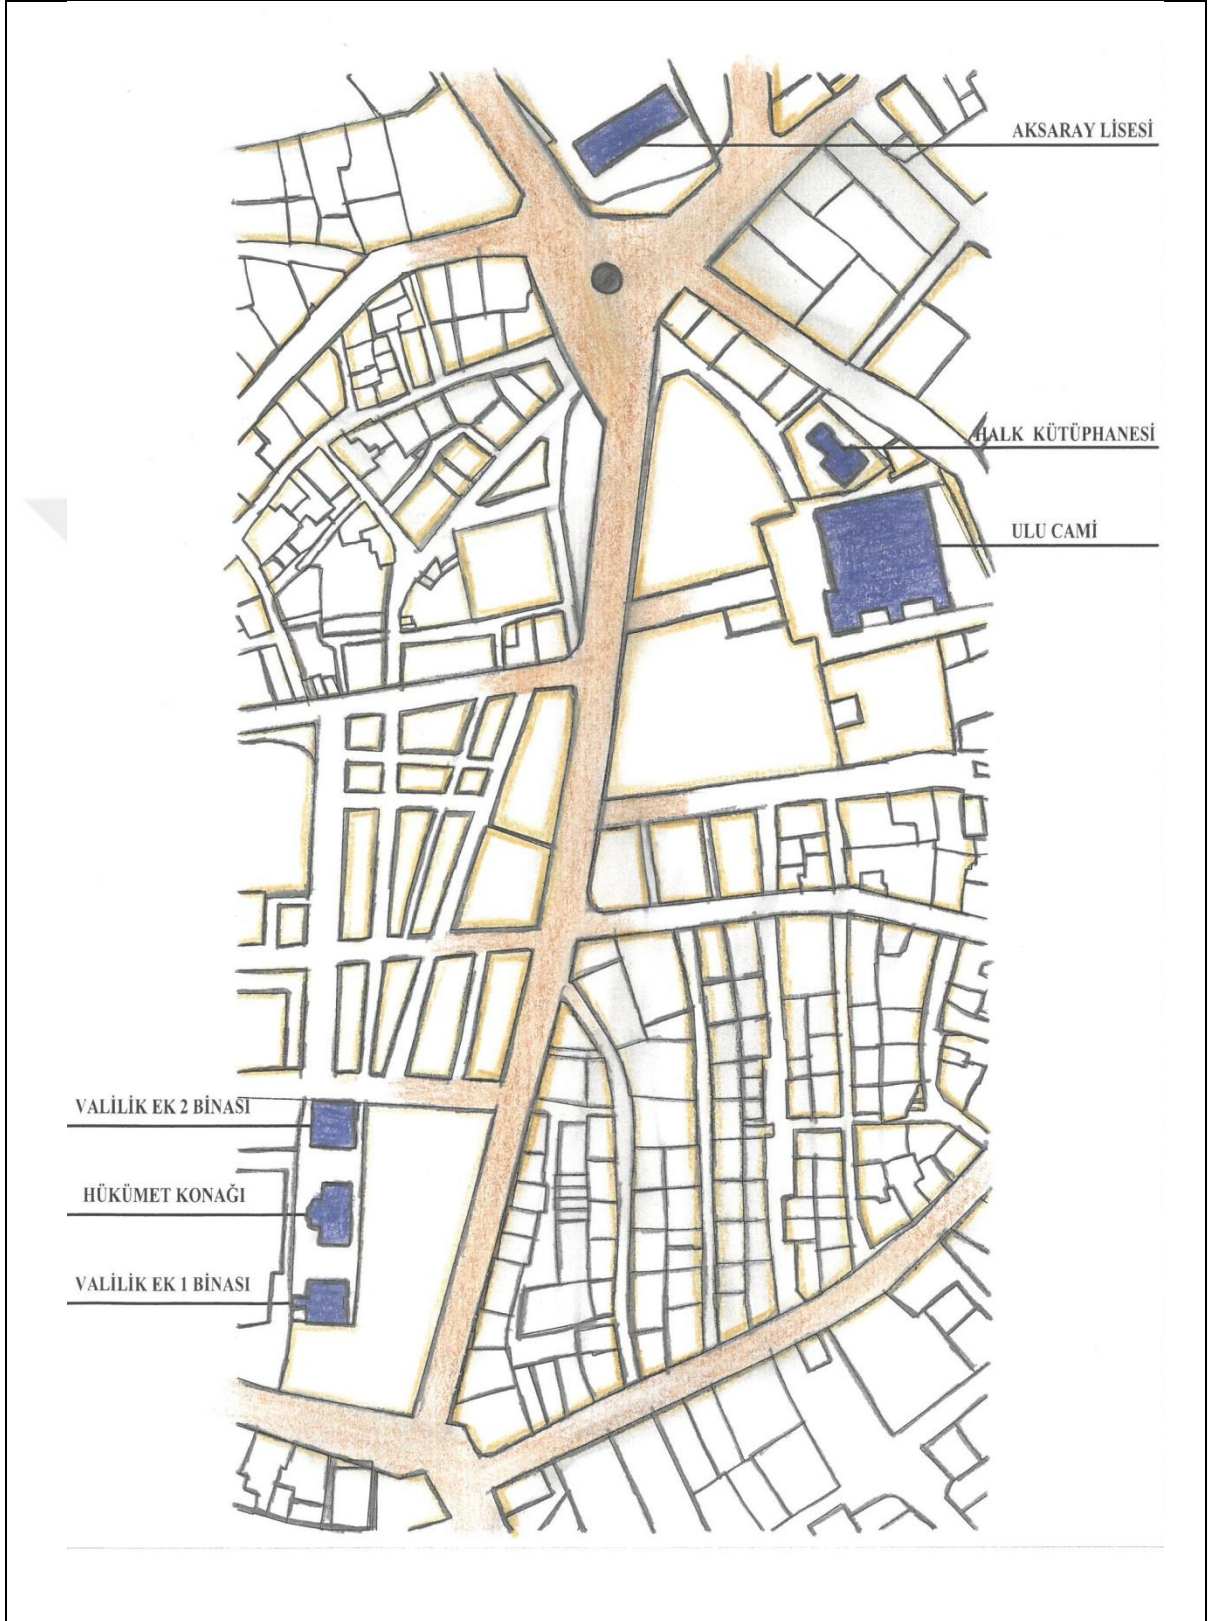 AKSARAY LİSESİ
HALK KÜTÜPHANESİ
ULU CAMİ
VALİLİK EK 2 BİNASI
HÜKÜMET KONAĞI
VALİLİK EK 1 BİNASI